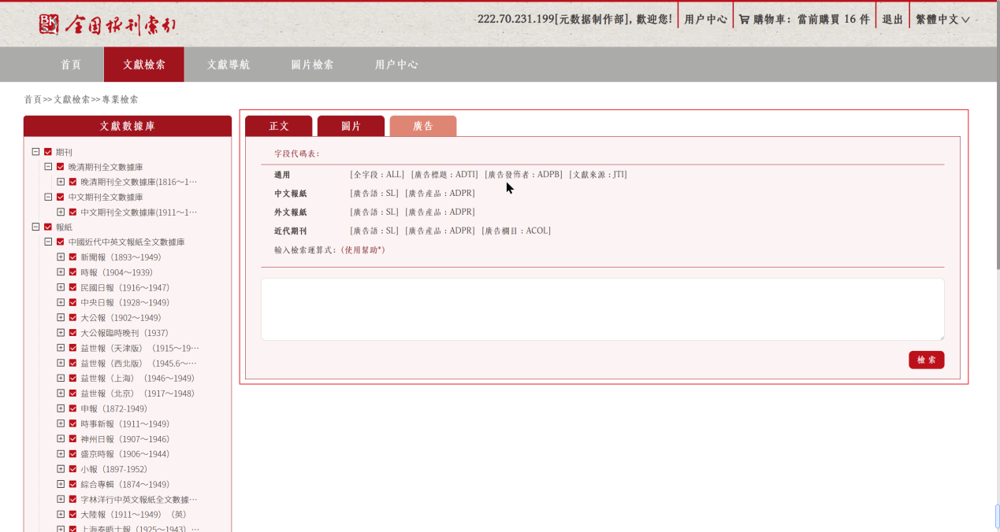 全国报刊索引
222.70.231.199[元数据制作部], 歡迎您!
用户中心
購物車: 當前購買 16 件
退出
繁體中文
首頁
文獻檢索
文獻導航
圖片檢索
用户中心
首頁>>文獻檢索>>專業檢索
文獻數據庫
期刊
晚清期刊全文數據庫
晚清期刊全文數據庫(1816～1…
中文期刊全文數據庫
中文期刊全文數據庫(1911～1…
報紙
中國近代中英文報紙全文數據庫
新聞報（1893～1949）
時報（1904～1939）
民國日報（1916～1947）
中央日報（1928～1949）
大公報（1902～1949）
大公報臨時晚刊（1937）
益世報（天津版）（1915～19…
益世報（西北版）（1945.6～…
益世報（上海）（1946～1949）
益世報（北京）（1917～1948）
申報（1872-1949）
時事新報（1911～1949）
神州日報（1907～1946）
盛京時報（1906～1944）
小報（1897-1952）
綜合專輯（1874～1949）
字林洋行中英文報紙全文數據…
大陸報（1911～1949）（英）
上海泰晤士報（1925～1943）…
正文
圖片
廣告
字段代碼表:
通用 [全字段：ALL] [廣告標題：ADTI] [廣告發佈者：ADPB] [文獻來源：JTI]
中文報紙 [廣告語：SL] [廣告產品：ADPR]
外文報紙 [廣告語：SL] [廣告產品：ADPR]
近代期刊 [廣告語：SL] [廣告產品：ADPR] [廣告欄目：ACOL]
輸入檢索運算式: (使用幫助*)
檢 索